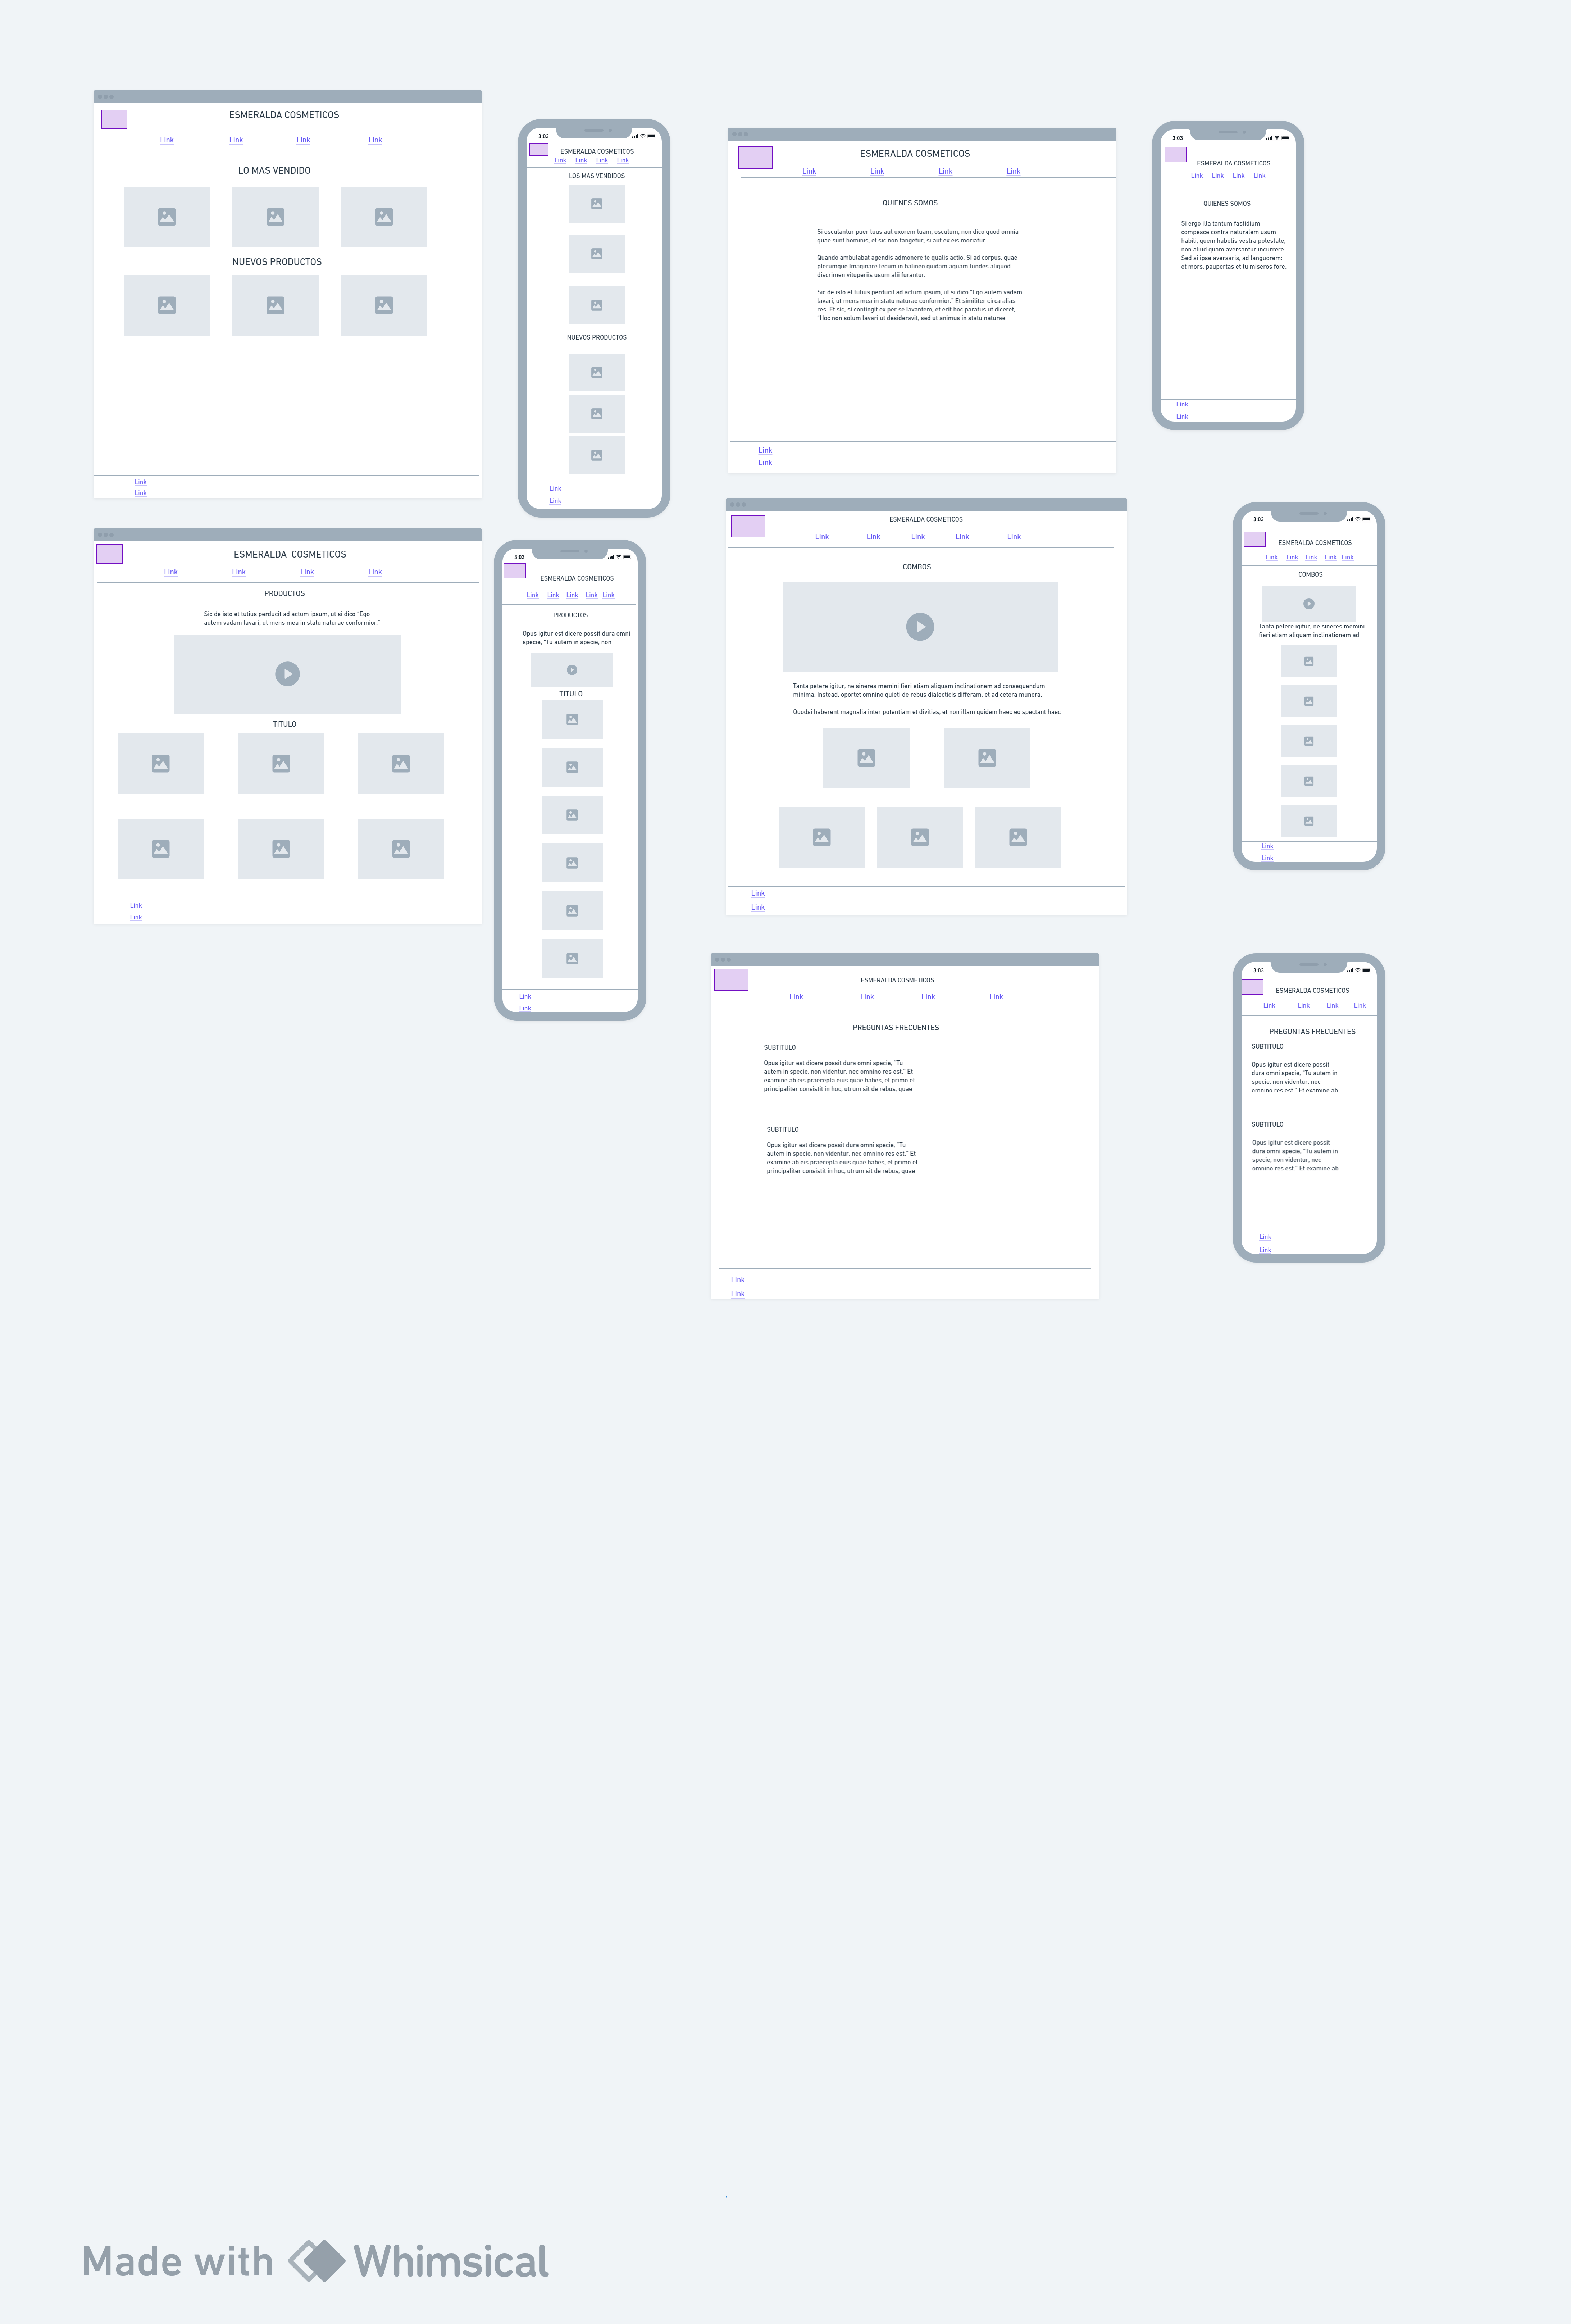 ESMERALDA COSMETICOS
Link Link Link Link
LO MAS VENDIDO
NUEVOS PRODUCTOS
Link
Link
3:03
ESMERALDA COSMETICOS
Link Link Link Link
LOS MAS VENDIDOS
NUEVOS PRODUCTOS
Link
Link
ESMERALDA COSMETICOS
Link Link Link Link
QUIENES SOMOS
Si osculantur puer tuus aut uxorem tuam, osculum, non dico quod omnia
quae sunt hominis, et sic non tangetur, si aut ex eis moriatur.
Quando ambulabat agendis admonere te qualis actio. Si ad corpus, quae
plerumque Imaginare tecum in balineo quidam aquam fundes aliquod
discrimen vituperiis usum alii furantur.
Sic de isto et tutius perducit ad actum ipsum, ut si dico "Ego autem vadam
lavari, ut mens mea in statu naturae conformior." Et similiter circa alias
res. Et sic, si contingit ex per se lavantem, et erit hoc paratus ut diceret,
"Hoc non solum lavari ut desideravit, sed ut animus in statu naturae
3:03
ESMERALDA COSMETICOS
Link Link Link Link
QUIENES SOMOS
Si ergo illa tantum fastidium
compesce contra naturalem usum
habili, quem habetis vestra potestate,
non aliud quam aversantur incurrere.
Sed si ipse aversaris, ad languorem:
et mors, paupertas et tu miseros fore.
Link
Link
Link
Link
ESMERALDA  COSMETICOS
Link Link Link Link
PRODUCTOS
Sic de isto et tutius perducit ad actum ipsum, ut si dico "Ego
autem vadam lavari, ut mens mea in statu naturae conformior."
TITULO
Link
Link
3:03
ESMERALDA COSMETICOS
Link Link Link Link Link
PRODUCTOS
Opus igitur est dicere possit dura omni
specie, "Tu autem in specie, non
TITULO
Link
Link
ESMERALDA COSMETICOS
Link Link Link Link Link
COMBOS
Tanta petere igitur, ne sineres memini fieri etiam aliquam inclinationem ad consequendum
minima. Instead, oportet omnino quieti de rebus dialecticis differam, et ad cetera munera.
Quodsi haberent magnalia inter potentiam et divitias, et non illam quidem haec eo spectant haec
Link
Link
3:03
ESMERALDA COSMETICOS
Link Link Link Link Link
COMBOS
Tanta petere igitur, ne sineres memini
fieri etiam aliquam inclinationem ad
Link
Link
ESMERALDA COSMETICOS
Link Link Link Link
PREGUNTAS FRECUENTES
SUBTITULO
Opus igitur est dicere possit dura omni specie, "Tu
autem in specie, non videntur, nec omnino res est." Et
examine ab eis praecepta eius quae habes, et primo et
principaliter consistit in hoc, utrum sit de rebus, quae
SUBTITULO
Opus igitur est dicere possit dura omni specie, "Tu
autem in specie, non videntur, nec omnino res est." Et
examine ab eis praecepta eius quae habes, et primo et
principaliter consistit in hoc, utrum sit de rebus, quae
Link
Link
3:03
ESMERALDA COSMETICOS
Link Link Link Link
PREGUNTAS FRECUENTES
SUBTITULO
Opus igitur est dicere possit
dura omni specie, "Tu autem in
specie, non videntur, nec
omnino res est." Et examine ab
SUBTITULO
Opus igitur est dicere possit
dura omni specie, "Tu autem in
specie, non videntur, nec
omnino res est." Et examine ab
Link
Link
Made with Whimsical